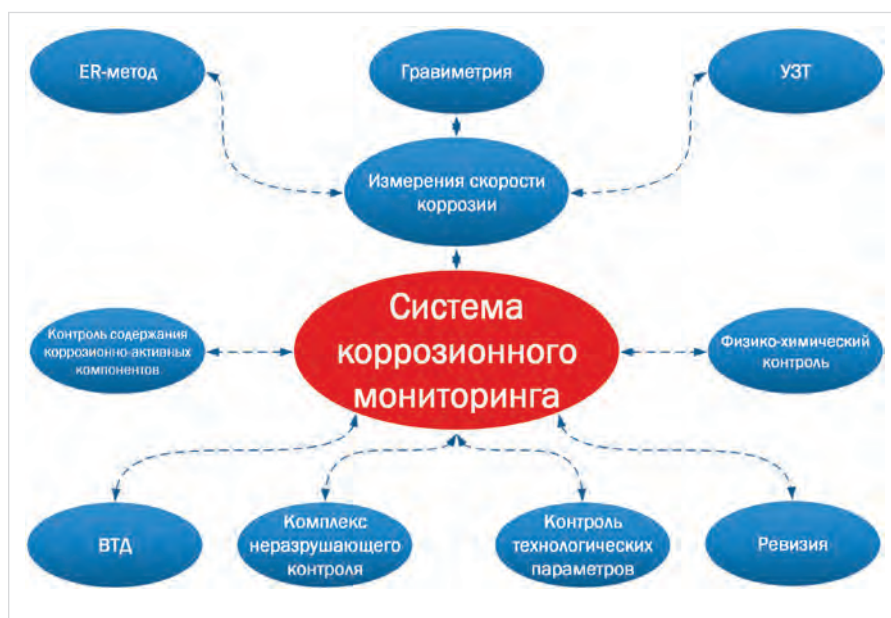 ER-метод
Гравиметрия
УЗТ
Измерения скорости
коррозии
Система
коррозионного
мониторинга
Контроль содержания
коррозионно-активных
компонентов
Физико-химический
контроль
ВТД
Комплекс
неразрушающего
контроля
Контроль
технологических
параметров
Ревизия